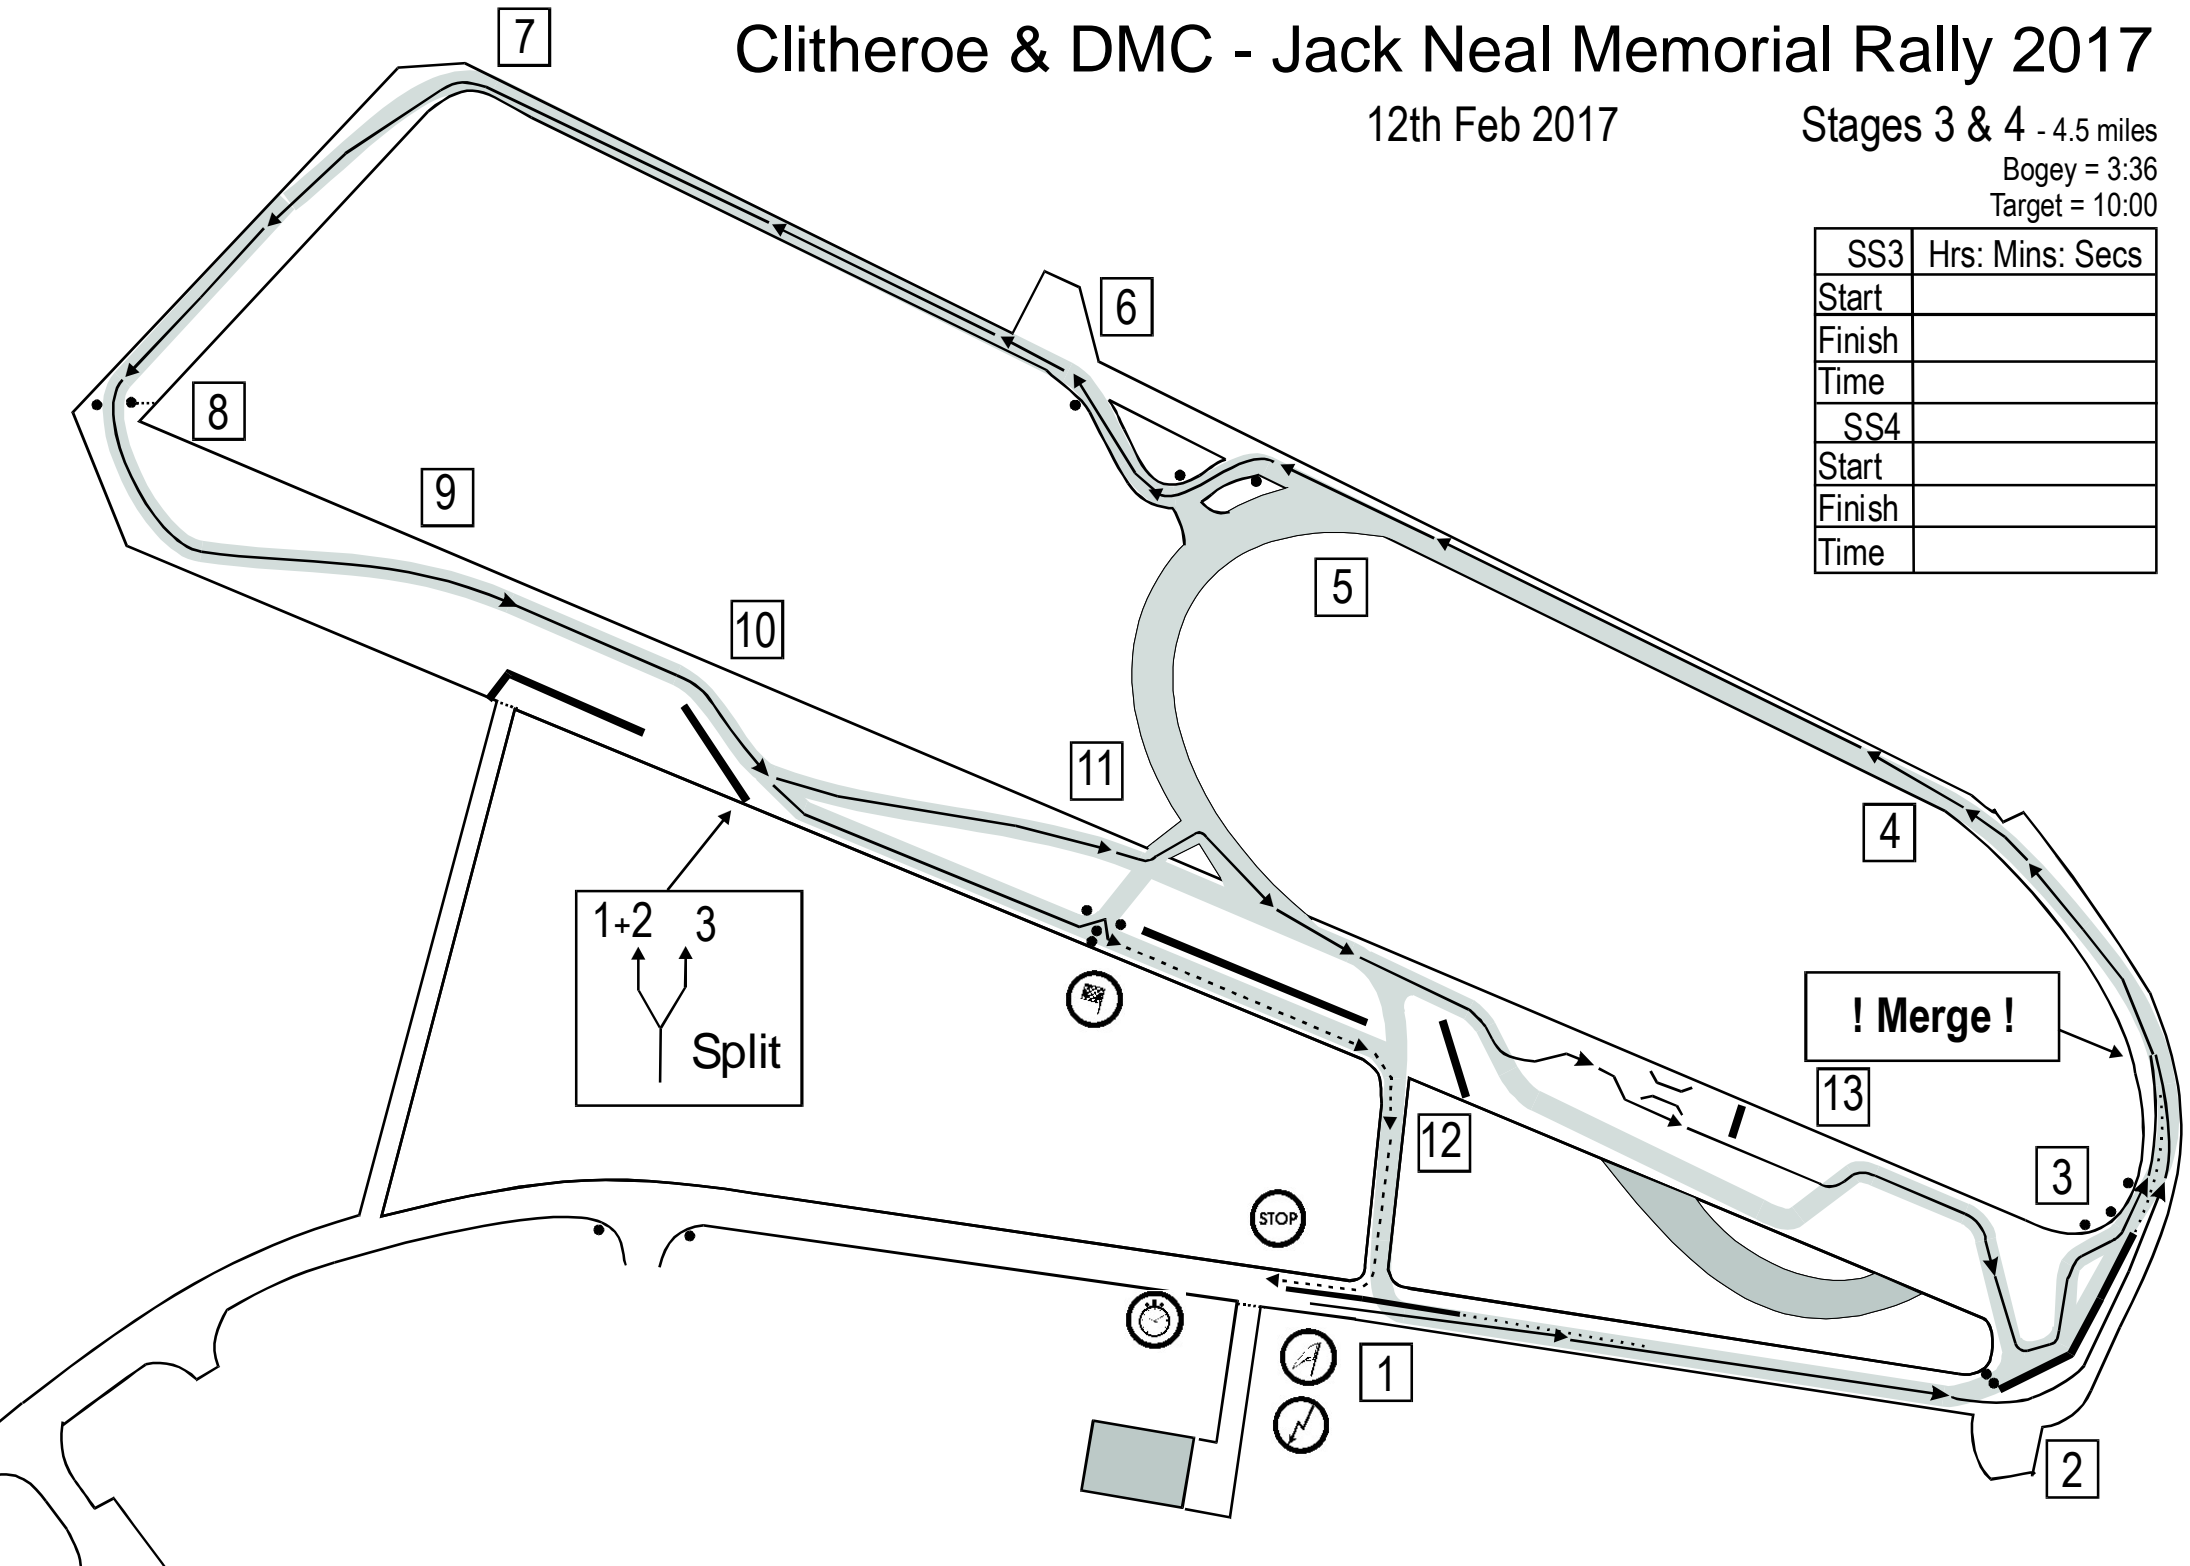 Clitheroe & DMC - Jack Neal Memorial Rally 2017
12th Feb 2017
Stages 3 & 4 - 4.5 miles
Bogey = 3:36
Target = 10:00
SS3 Hrs: Mins: Secs
Start
Finish
Time
SS4
Start
Finish
Time
7
6
8
9
5
10
11
4
1+2 3
Split
! Merge !
13
12
3
STOP
1
2